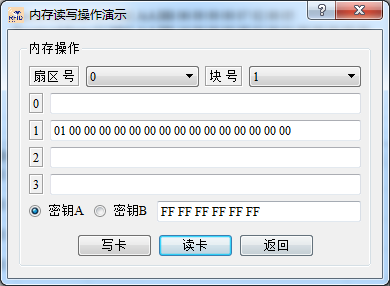 内存读写操作演示
内存操作
扇区号 0 块号 1
0
1 01 00 00 00 00 00 00 00 00 00 00 00 00 00 00 00
2
3
密钥A 密钥B FF FF FF FF FF FF
写卡 读卡 返回